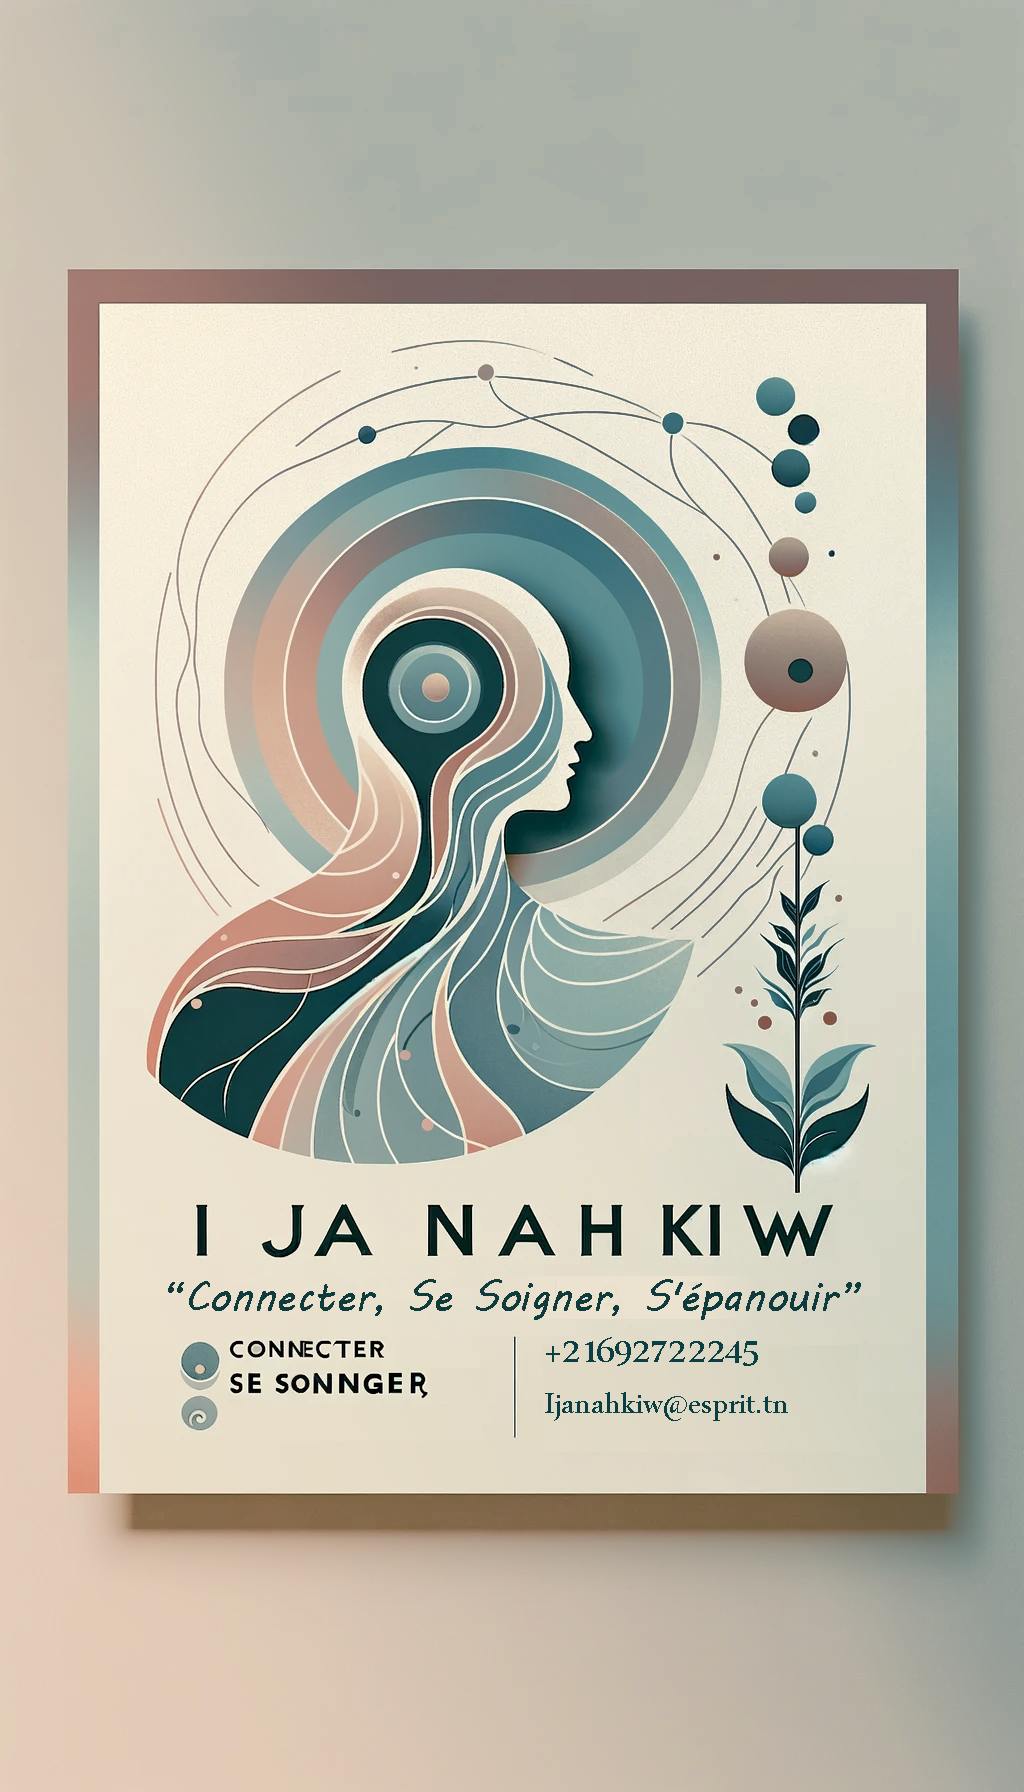 I JA NAHKIW
“Connecter, Se Soigner, S'épanouir”
CONNECTER
SE SONNGER
+21692722245
Ijanahkiw@esprit.tn